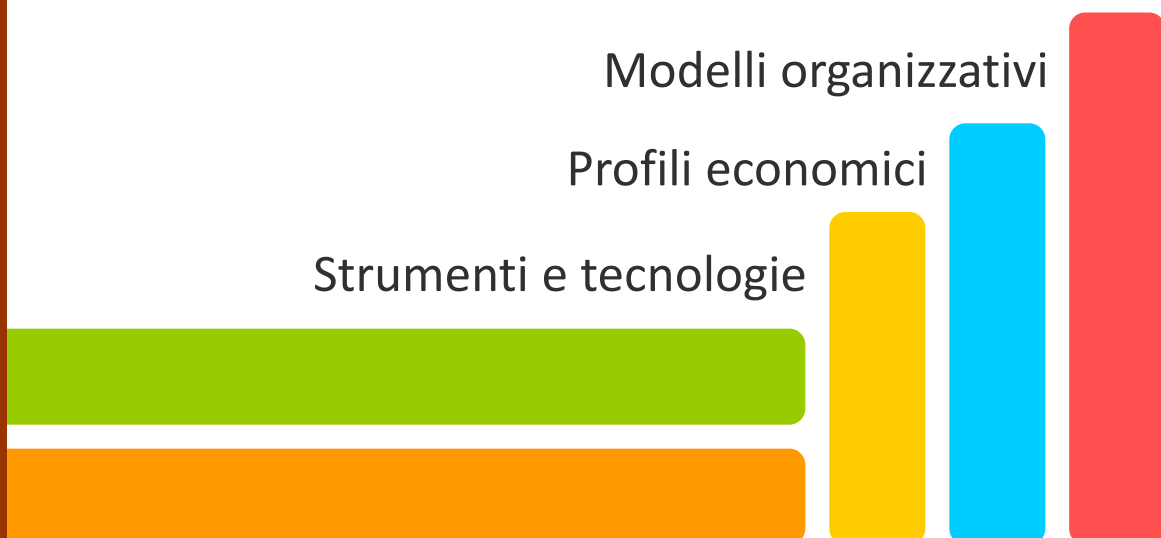 Modelli organizzativi
Profili economici
Strumenti e tecnologie